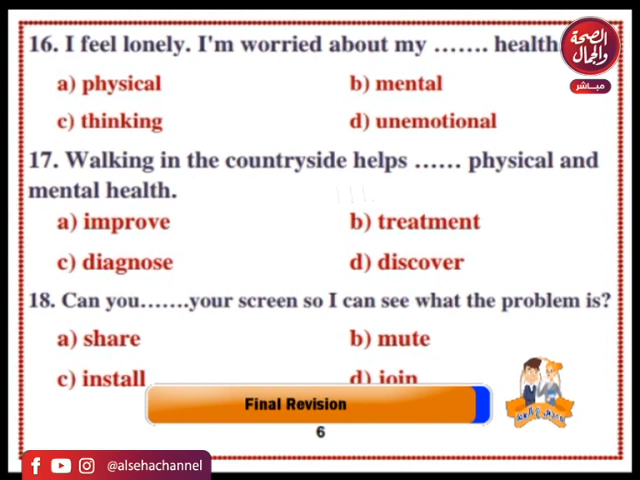 16. I feel lonely. I'm worried about my ……. health
a) physical b) mental
c) thinking d) unemotional
17. Walking in the countryside helps …… physical and
mental health.
a) improve b) treatment
c) diagnose d) discover
18. Can you…….your screen so I can see what the problem is?
a) share b) mute
c) install d) join
Final Revision
6
@alsehachannel
الصحة
والجمال
مباشر